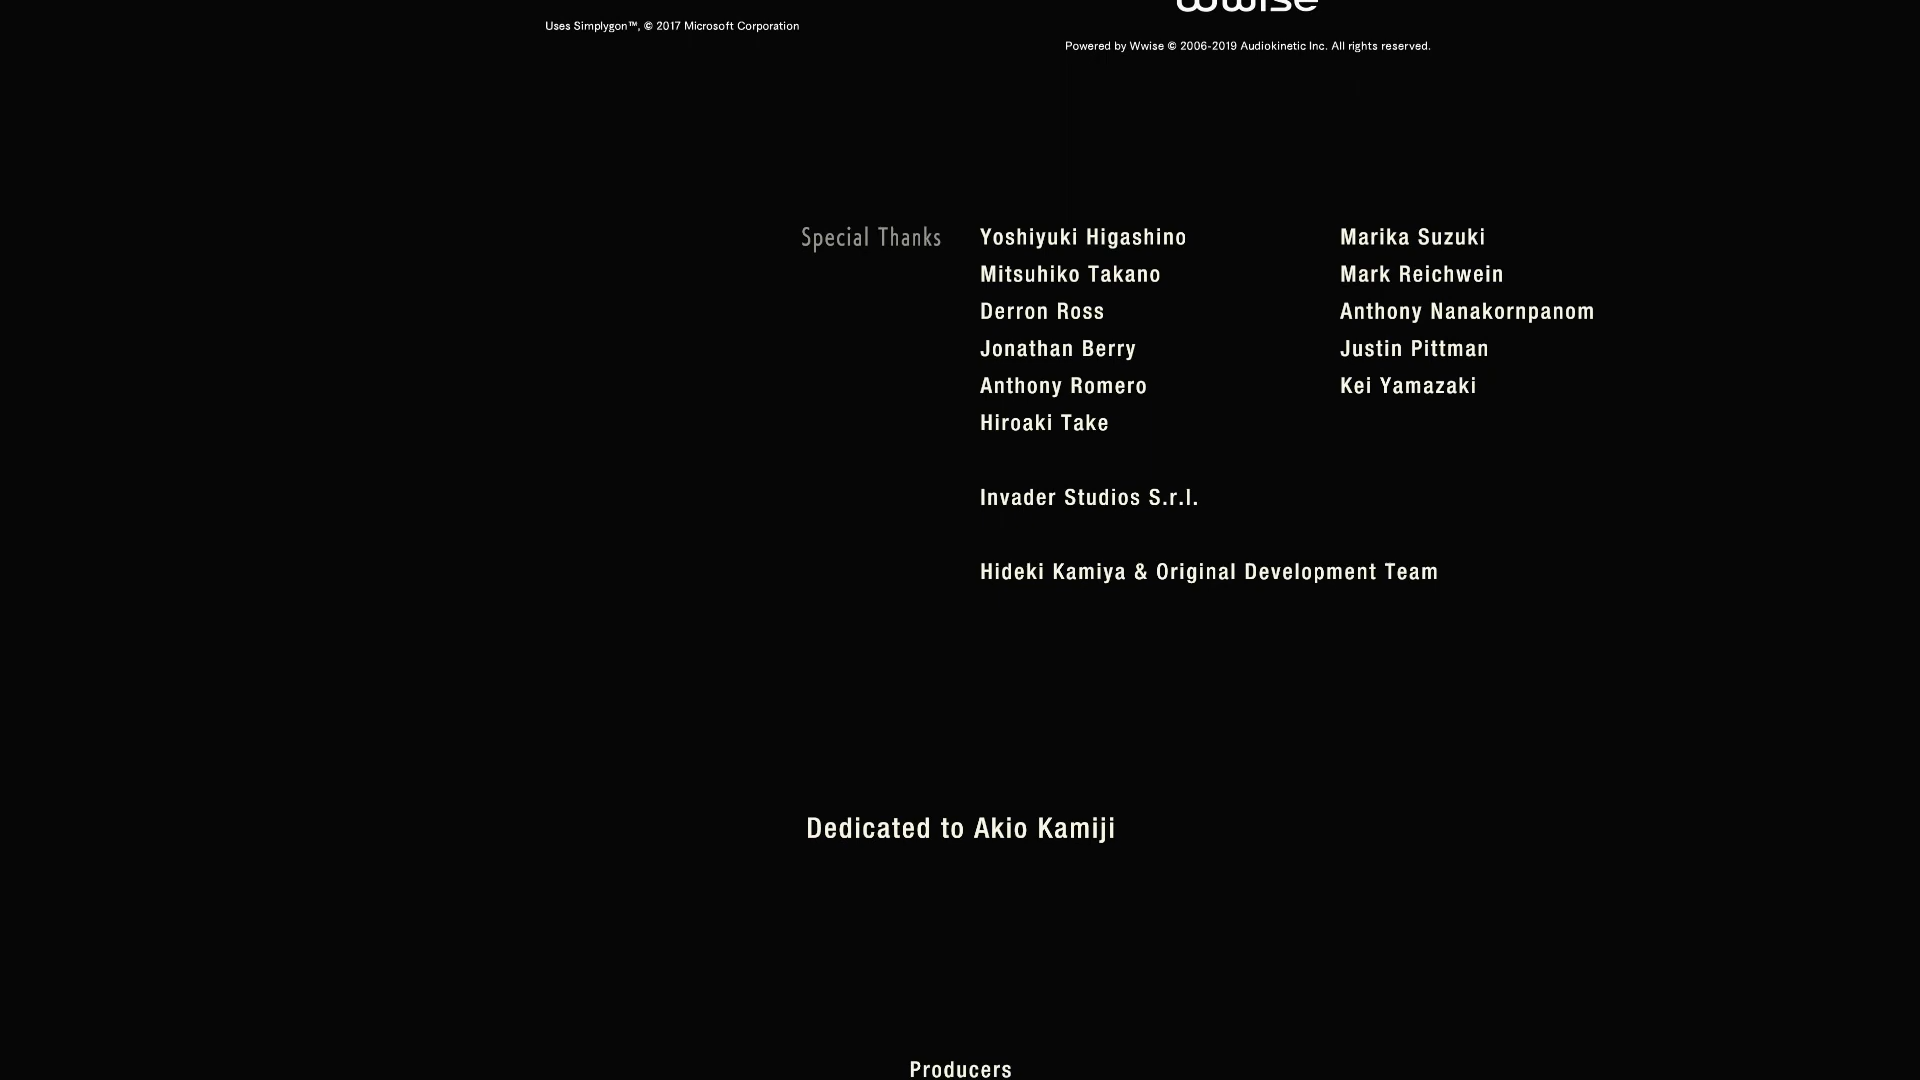 wwise
Uses Simplygon™, © 2017 Microsoft Corporation
Powered by Wwise © 2006-2019 Audiokinetic Inc. All rights reserved.
Special Thanks
Yoshiyuki Higashino Marika Suzuki
Mitsuhiko Takano Mark Reichwein
Derron Ross Anthony Nanakornpanom
Jonathan Berry Justin Pittman
Anthony Romero Kei Yamazaki
Hiroaki Take
Invader Studios S.r.l.
Hideki Kamiya & Original Development Team
Dedicated to Akio Kamiji
Producers